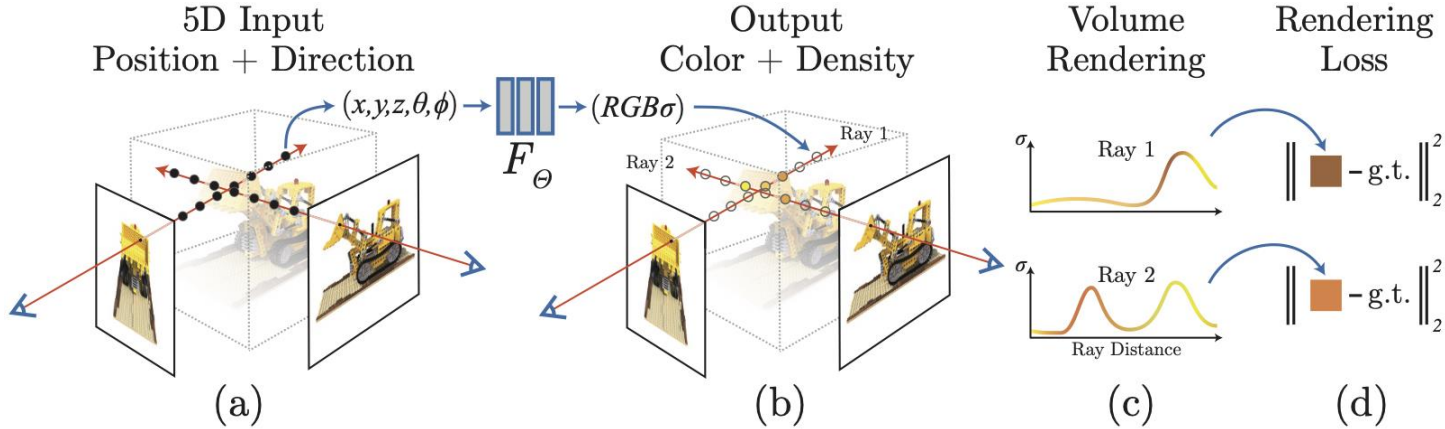 5D Input
Position + Direction
Output
Color + Density
Volume
Rendering
Rendering
Loss
(x,y,z,θ,ϕ)
F_Θ
(RGBσ)
Ray 1
Ray 2
σ
Ray 1
‖ – g.t. ‖²₂
σ
Ray 2
Ray Distance
‖ – g.t. ‖²₂
(a)
(b)
(c)
(d)